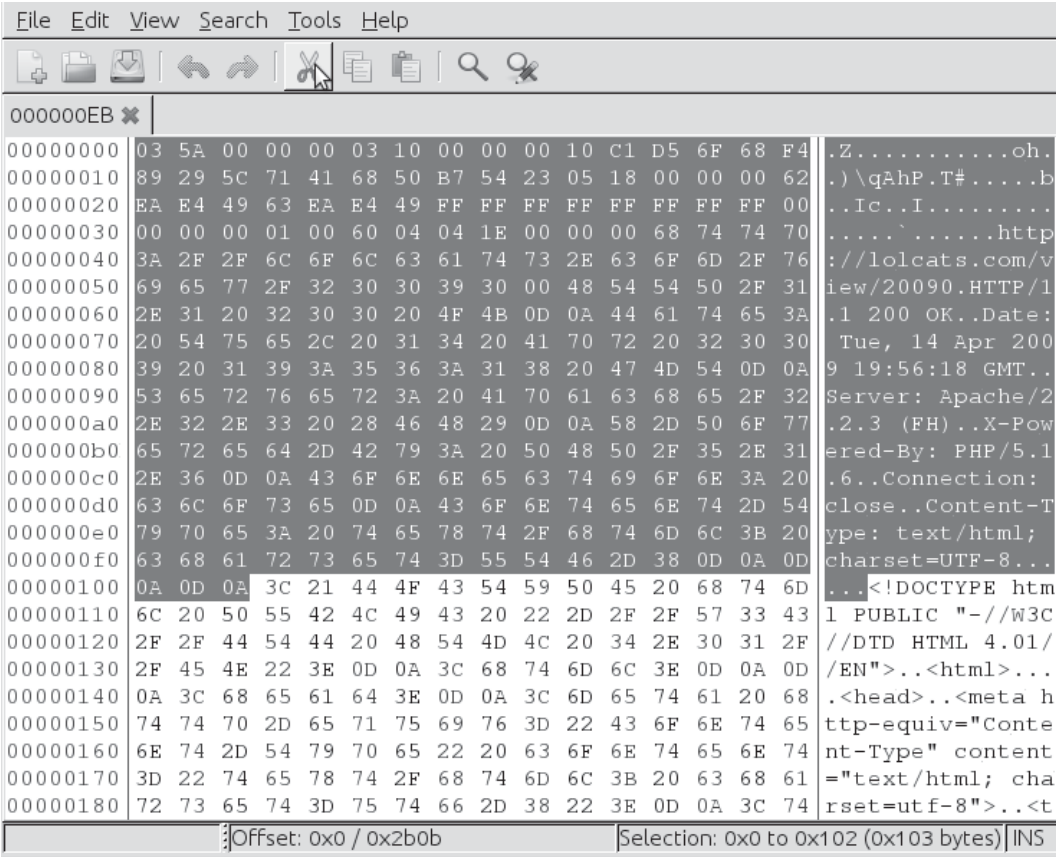 File Edit View Search Tools Help
000000EB
00000000 03 5A 00 00 00 03 10 00 00 00 10 C1 D5 6F 68 F4 .Z...........oh.
00000010 89 29 5C 71 41 68 50 B7 54 23 05 18 00 00 00 62 .)\qAhP.T#.....b
00000020 EA E4 49 63 EA E4 49 FF FF FF FF FF FF FF FF 00 ..Ic..I.........
00000030 00 00 00 01 00 60 04 04 1E 00 00 00 68 74 74 70 .....`......http
00000040 3A 2F 2F 6C 6F 6C 63 61 74 73 2E 63 6F 6D 2F 76 ://lolcats.com/v
00000050 69 65 77 2F 32 30 30 39 30 00 48 54 54 50 2F 31 iew/20090.HTTP/1
00000060 2E 31 20 32 30 30 20 4F 4B 0D 0A 44 61 74 65 3A .1 200 OK..Date:
00000070 20 54 75 65 2C 20 31 34 20 41 70 72 20 32 30 30 Tue, 14 Apr 200
00000080 39 20 31 39 3A 35 36 3A 31 38 20 47 4D 54 0D 0A 9 19:56:18 GMT..
00000090 53 65 72 76 65 72 3A 20 41 70 61 63 68 65 2F 32 Server: Apache/2
000000a0 2E 32 2E 33 20 28 46 48 29 0D 0A 58 2D 50 6F 77 .2.3 (FH)..X-Pow
000000b0 65 72 65 64 2D 42 79 3A 20 50 48 50 2F 35 2E 31 ered-By: PHP/5.1
000000c0 2E 36 0D 0A 43 6F 6E 6E 65 63 74 69 6F 6E 3A 20 .6..Connection:
000000d0 63 6C 6F 73 65 0D 0A 43 6F 6E 74 65 6E 74 2D 54 close..Content-T
000000e0 79 70 65 3A 20 74 65 78 74 2F 68 74 6D 6C 3B 20 ype: text/html;
000000f0 63 68 61 72 73 65 74 3D 55 54 46 2D 38 0D 0A 0D charset=UTF-8...
00000100 0A 0D 0A 3C 21 44 4F 43 54 59 50 45 20 68 74 6D ...<!DOCTYPE htm
00000110 6C 20 50 55 42 4C 49 43 20 22 2D 2F 2F 57 33 43 l PUBLIC "-//W3C
00000120 2F 2F 44 54 44 20 48 54 4D 4C 20 34 2E 30 31 2F //DTD HTML 4.01/
00000130 2F 45 4E 22 3E 0D 0A 3C 68 74 6D 6C 3E 0D 0A 0D /EN">..<html>...
00000140 0A 3C 68 65 61 64 3E 0D 0A 3C 6D 65 74 61 20 68 .<head>..<meta h
00000150 74 74 70 2D 65 71 75 69 76 3D 22 43 6F 6E 74 65 ttp-equiv="Conte
00000160 6E 74 2D 54 79 70 65 22 20 63 6F 6E 74 65 6E 74 nt-Type" content
00000170 3D 22 74 65 78 74 2F 68 74 6D 6C 3B 20 63 68 61 ="text/html; cha
00000180 72 73 65 74 3D 75 74 66 2D 38 22 3E 0D 0A 3C 74 rset=utf-8">..<t
Offset: 0x0 / 0x2b0b Selection: 0x0 to 0x102 (0x103 bytes) INS